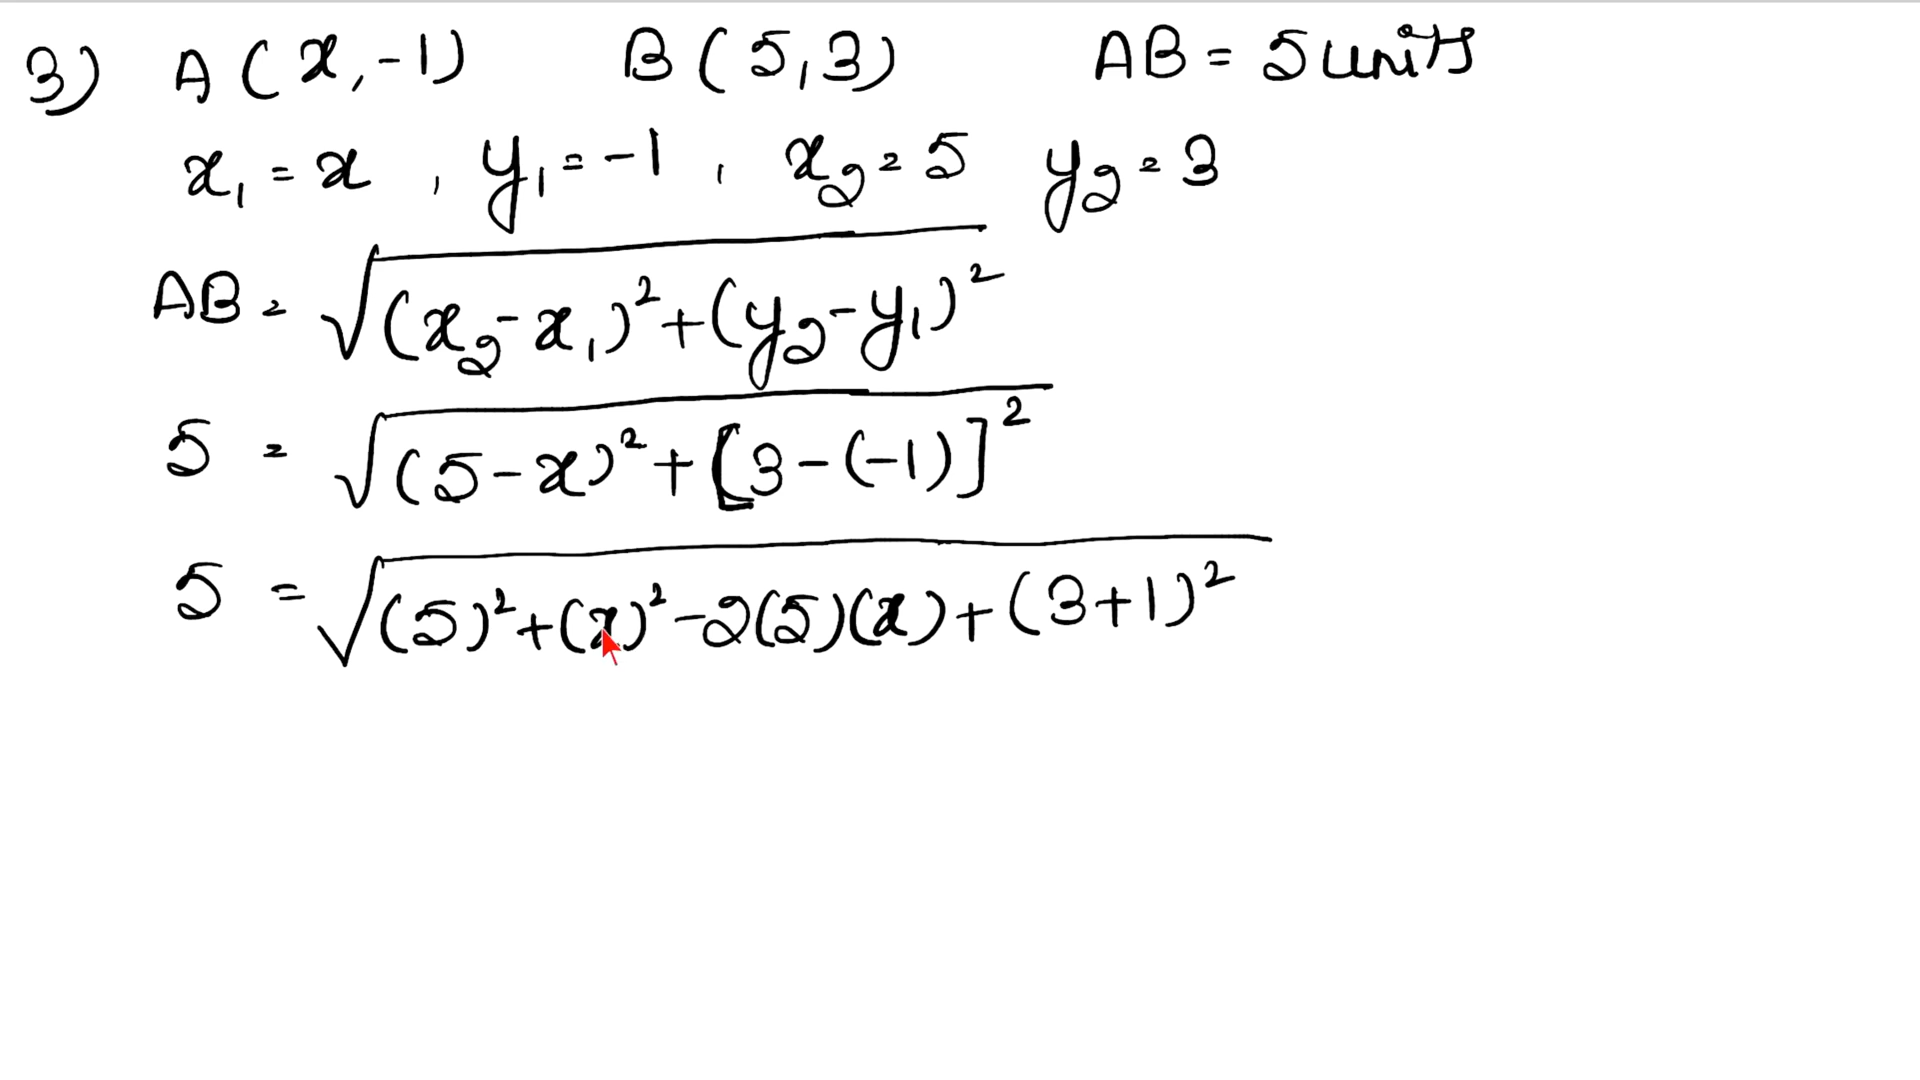 3) A(x,-1) B(5,3) AB = 5 units
x₁ = x , y₁ = -1 , x₂ = 5 y₂ = 3
AB = √(x₂-x₁)²+(y₂-y₁)²
5 = √(5-x)²+[3-(-1)]²
5 = √(5)²+(x)²-2(5)(x)+(3+1)²